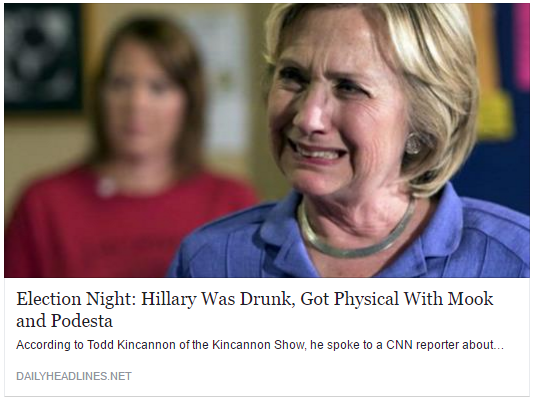 Election Night: Hillary Was Drunk, Got Physical With Mook
and Podesta
According to Todd Kincannon of the Kincannon Show, he spoke to a CNN reporter about...
DAILYHEADLINES.NET